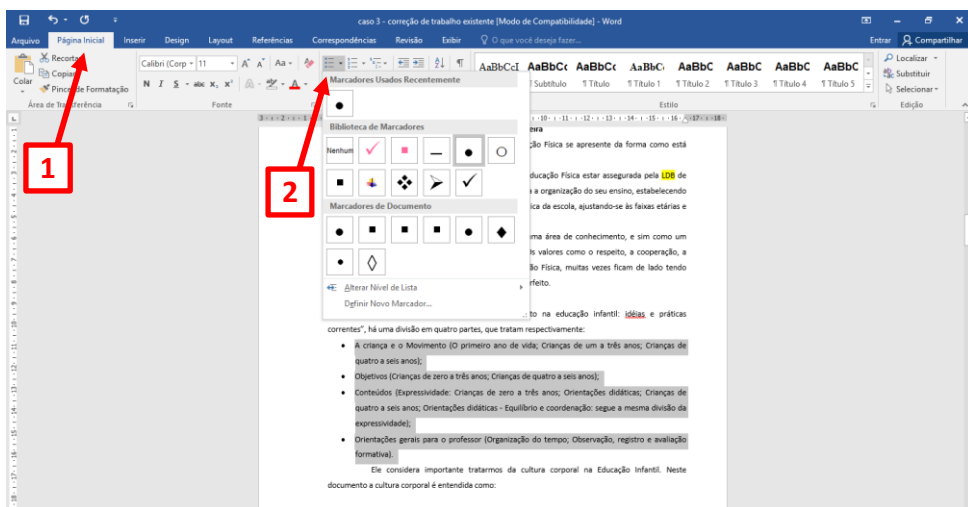 caso 3 - correção de trabalho existente [Modo de Compatibilidade] - Word
Arquivo Página Inicial Inserir Design Layout Referências Correspondências Revisão Exibir O que você deseja fazer... Entrar Compartilhar
Recortar
Copiar
Pincel de Formatação
Colar
Área de Transferência
Calibri (Corp 11
N I S abc x₂ x²
Fonte
AaBbCcI AaBbCc AaBbCc AaBbC AaBbC AaBbC AaBbC AaBbC
Subtítulo ¶ Título ¶ Título 1 ¶ Título 2 ¶ Título 3 ¶ Título 4 ¶ Título 5
Estilo
Localizar
Substituir
Selecionar
Edição
1
2
Marcadores Usados Recentemente
Biblioteca de Marcadores
Nenhum
Marcadores de Documento
Alterar Nível de Lista
Definir Novo Marcador...
ção Física se apresente da forma como está
ducação Física estar assegurada pela LDB de
a organização do seu ensino, estabelecendo
ica da escola, ajustando-se às faixas etárias e
ma área de conhecimento, e sim como um
s valores como o respeito, a cooperação, a
ão Física, muitas vezes ficam de lado tendo
rfeito.
to na educação infantil: idéias e práticas
correntes”, há uma divisão em quatro partes, que tratam respectivamente:
• A criança e o Movimento (O primeiro ano de vida; Crianças de um a três anos; Crianças de
quatro a seis anos);
• Objetivos (Crianças de zero a três anos; Crianças de quatro a seis anos);
• Conteúdos (Expressividade: Crianças de zero a três anos; Orientações didáticas; Crianças de
quatro a seis anos; Orientações didáticas - Equilíbrio e coordenação: segue a mesma divisão da
expressividade);
• Orientações gerais para o professor (Organização do tempo; Observação, registro e avaliação
formativa).
Ele considera importante tratarmos da cultura corporal na Educação Infantil. Neste
documento a cultura corporal é entendida como: